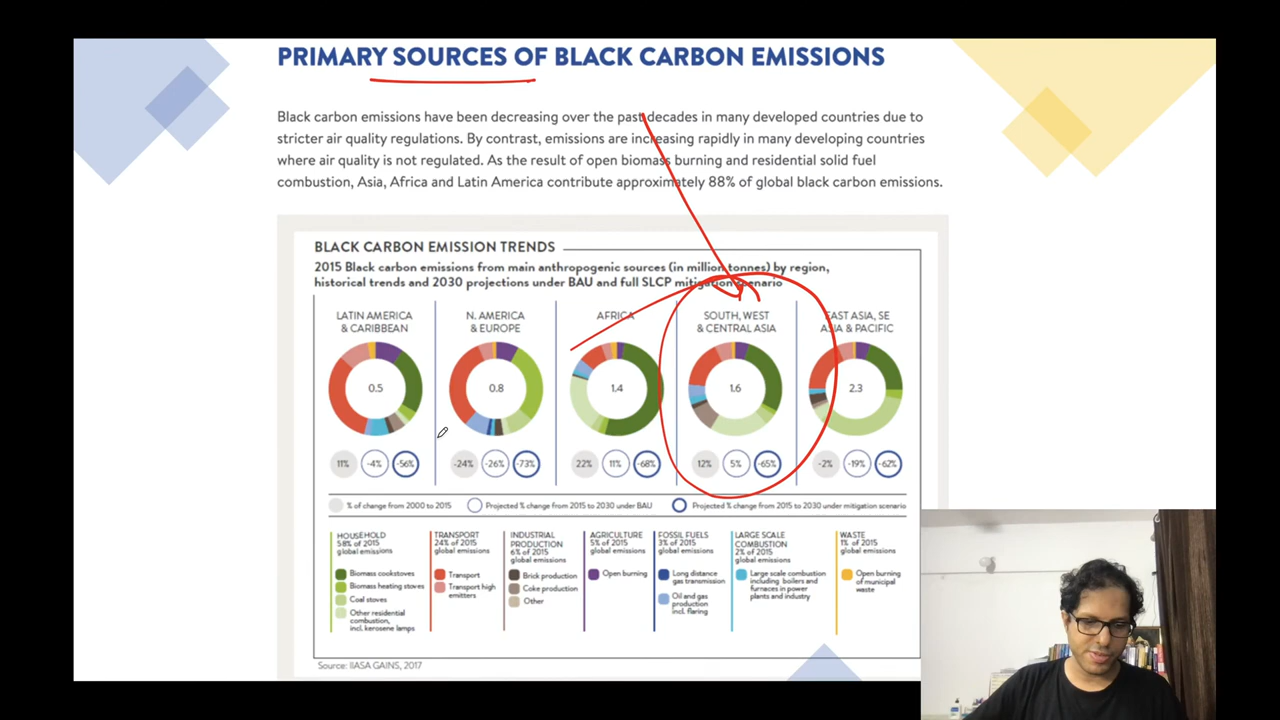 PRIMARY SOURCES OF BLACK CARBON EMISSIONS
Black carbon emissions have been decreasing over the past decades in many developed countries due to
stricter air quality regulations. By contrast, emissions are increasing rapidly in many developing countries
where air quality is not regulated. As the result of open biomass burning and residential solid fuel
combustion, Asia, Africa and Latin America contribute approximately 88% of global black carbon emissions.
BLACK CARBON EMISSION TRENDS
2015 Black carbon emissions from main anthropogenic sources (in million tonnes) by region,
historical trends and 2030 projections under BAU and full SLCP mitigation scenario
LATIN AMERICA
& CARIBBEAN
0.5
11% -4% -56%
N. AMERICA
& EUROPE
0.8
-24% -26% -73%
AFRICA
1.4
22% 11% -68%
SOUTH, WEST
& CENTRAL ASIA
1.6
12% 5% -65%
EAST ASIA, SE
ASIA & PACIFIC
2.3
-2% -19% -62%
% of change from 2000 to 2015
Projected % change from 2015 to 2030 under BAU
Projected % change from 2015 to 2030 under mitigation scenario
HOUSEHOLD
58% of 2015
global emissions
Biomass cookstoves
Biomass heating stoves
Coal stoves
Other residential
combustion,
incl. kerosene lamps
TRANSPORT
24% of 2015
global emissions
Transport
Transport high
emitters
INDUSTRIAL
PRODUCTION
6% of 2015
global emissions
Brick production
Coke production
Other
AGRICULTURE
5% of 2015
global emissions
Open burning
FOSSIL FUELS
3% of 2015
global emissions
Long distance
gas transmission
Oil and gas
production
incl. flaring
LARGE SCALE
COMBUSTION
2% of 2015
global emissions
Large scale combustion
including boilers and
furnaces in power
plants and industry
WASTE
1% of 2015
global emissions
Open burning
of municipal
waste
Source: IIASA GAINS, 2017